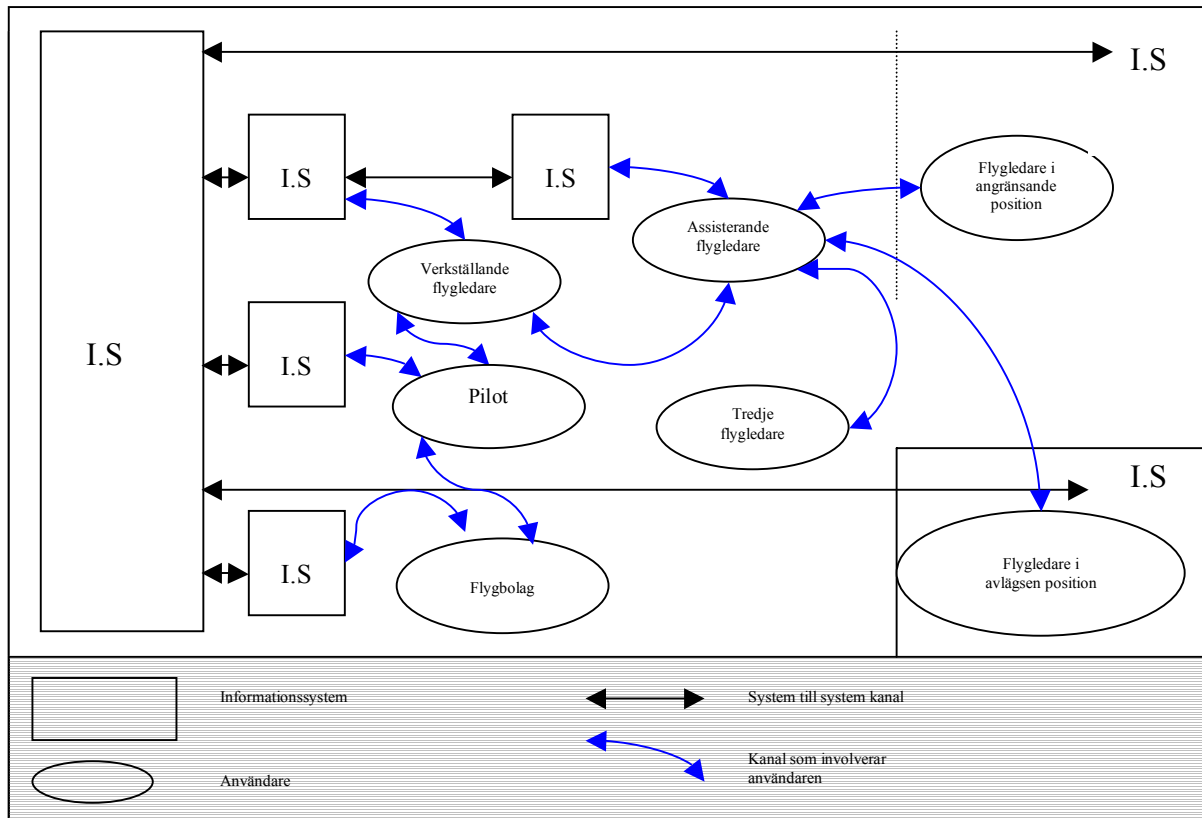 I.S
I.S
I.S
Flygledare i
angränsande
position
Assisterande
flygledare
Verkställande
flygledare
I.S
I.S
Pilot
Tredje
flygledare
I.S
I.S
Flygbolag
Flygledare i
avlägsen position
Informationssystem
System till system kanal
Användare
Kanal som involverar
användaren